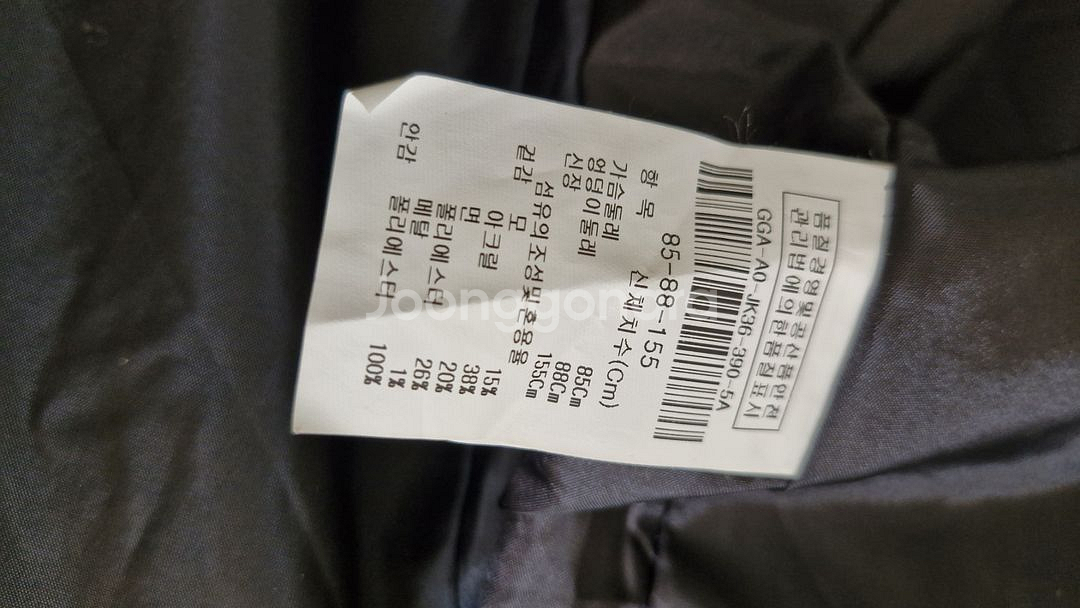 품질경영및공산품안전
관리법에의한품질표시
GGA-A0-JK36-390-5A
85-88-155
항 목 신체치수(Cm)
가슴둘레 85Cm
엉덩이둘레 88Cm
신장 155Cm
섬유의조성및혼용율
겉감 모 15%
아크릴 38%
면 20%
폴리에스터 26%
메탈 1%
안감 폴리에스터 100%
Joonggonara